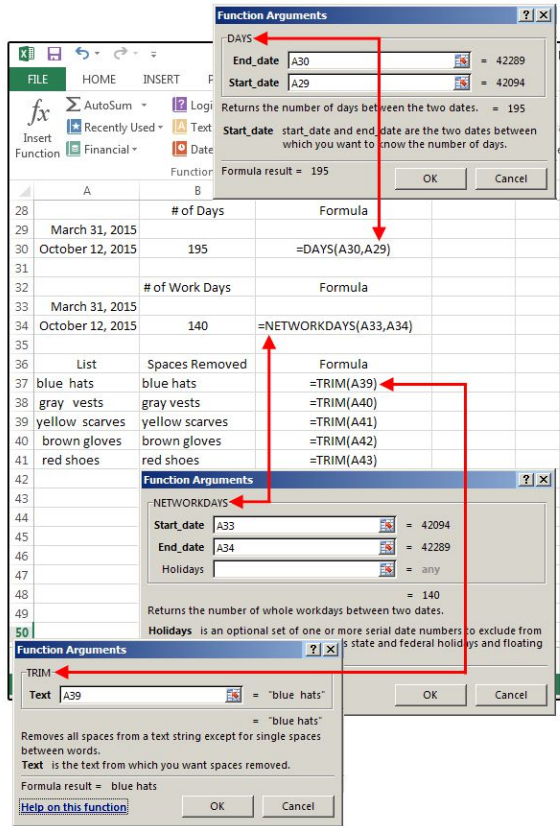 Function Arguments
DAYS
End_date A30 = 42289
Start_date A29 = 42094
Returns the number of days between the two dates. = 195
Start_date start_date and end_date are the two dates between
which you want to know the number of days.
Formula result = 195
OK Cancel
FILE HOME INSERT
fx
Insert
Function
Σ AutoSum
Recently Used
Financial
Logi
Text
Date
Function
A B
28 # of Days Formula
29 March 31, 2015
30 October 12, 2015 195 =DAYS(A30,A29)
31
32 # of Work Days Formula
33 March 31, 2015
34 October 12, 2015 140 =NETWORKDAYS(A33,A34)
35
36 List Spaces Removed Formula
37 blue  hats blue hats =TRIM(A39)
38 gray  vests gray vests =TRIM(A40)
39 yellow  scarves yellow scarves =TRIM(A41)
40 brown gloves brown gloves =TRIM(A42)
41 red shoes red shoes =TRIM(A43)
42
43
44
45
46
47
48
49
50
Function Arguments
NETWORKDAYS
Start_date A33 = 42094
End_date A34 = 42289
Holidays = any
= 140
Returns the number of whole workdays between two dates.
Holidays is an optional set of one or more serial date numbers to exclude from
s state and federal holidays and floating
OK Cancel
Function Arguments
TRIM
Text A39 = "blue  hats"
= "blue hats"
Removes all spaces from a text string except for single spaces
between words.
Text is the text from which you want spaces removed.
Formula result = blue hats
Help on this function OK Cancel